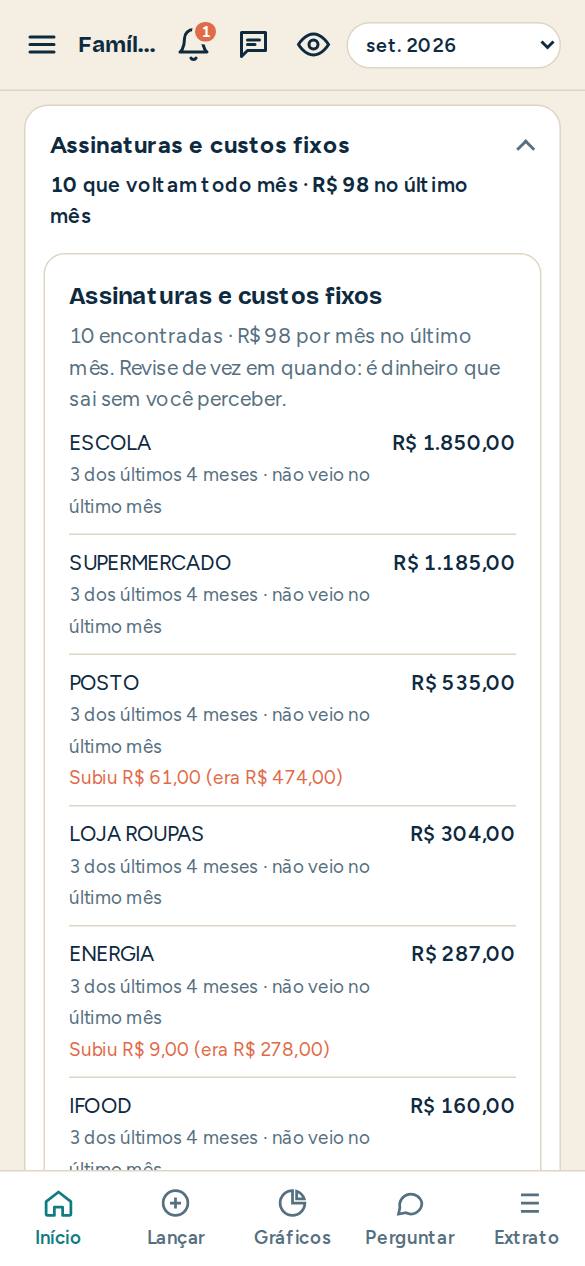 Famíl...
1
set. 2026
Assinaturas e custos fixos
10 que voltam todo mês · R$ 98 no último
mês
Assinaturas e custos fixos
10 encontradas · R$ 98 por mês no último
mês. Revise de vez em quando: é dinheiro que
sai sem você perceber.
ESCOLA R$ 1.850,00
3 dos últimos 4 meses · não veio no
último mês
SUPERMERCADO R$ 1.185,00
3 dos últimos 4 meses · não veio no
último mês
POSTO R$ 535,00
3 dos últimos 4 meses · não veio no
último mês
Subiu R$ 61,00 (era R$ 474,00)
LOJA ROUPAS R$ 304,00
3 dos últimos 4 meses · não veio no
último mês
ENERGIA R$ 287,00
3 dos últimos 4 meses · não veio no
último mês
Subiu R$ 9,00 (era R$ 278,00)
IFOOD R$ 160,00
3 dos últimos 4 meses · não veio no
último mês
Início Lançar Gráficos Perguntar Extrato